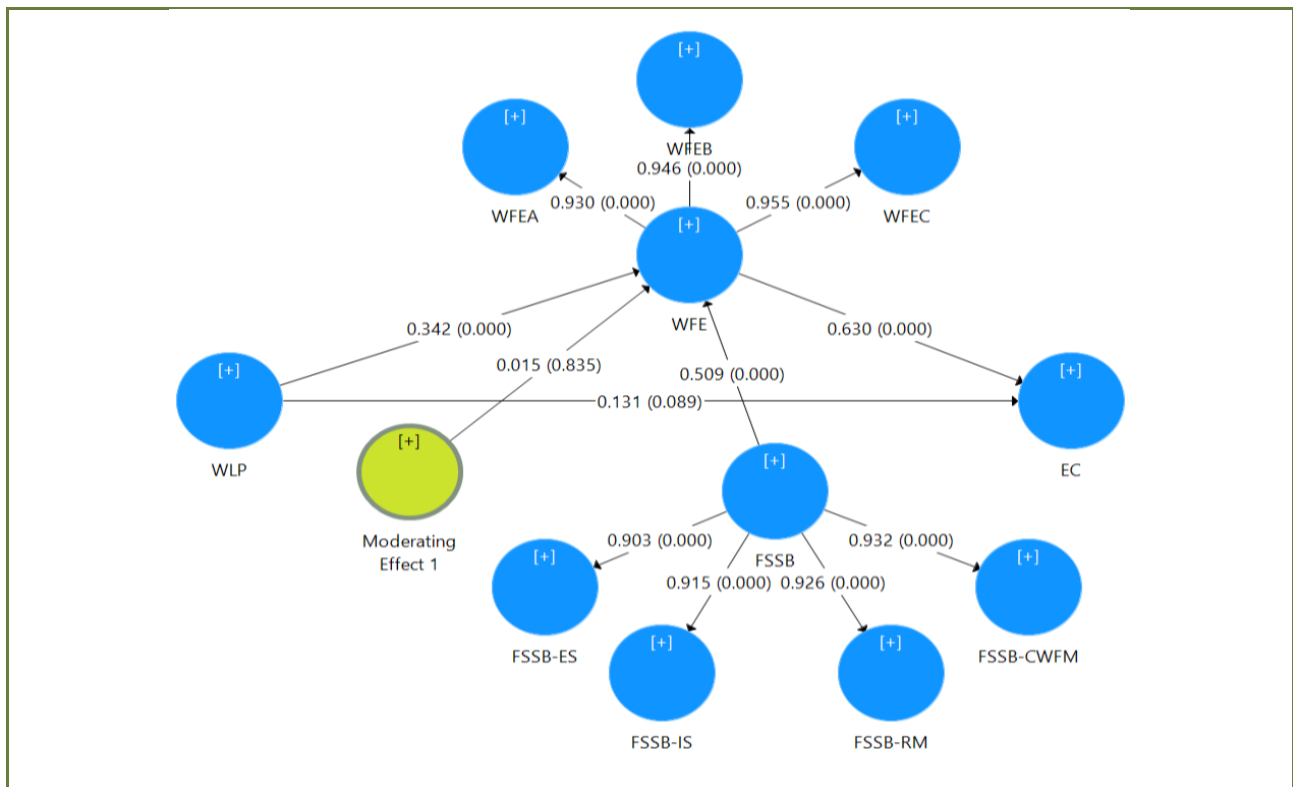 [+]
WFEB
0.946 (0.000)
[+]
WFEA
[+]
WFEC
0.930 (0.000)
0.955 (0.000)
[+]
WFE
0.342 (0.000)
0.630 (0.000)
0.015 (0.835)
0.509 (0.000)
[+]
WLP
0.131 (0.089)
[+]
EC
[+]
Moderating
Effect 1
[+]
FSSB
0.903 (0.000)
0.932 (0.000)
0.915 (0.000)
0.926 (0.000)
[+]
FSSB-ES
[+]
FSSB-CWFM
[+]
FSSB-IS
[+]
FSSB-RM